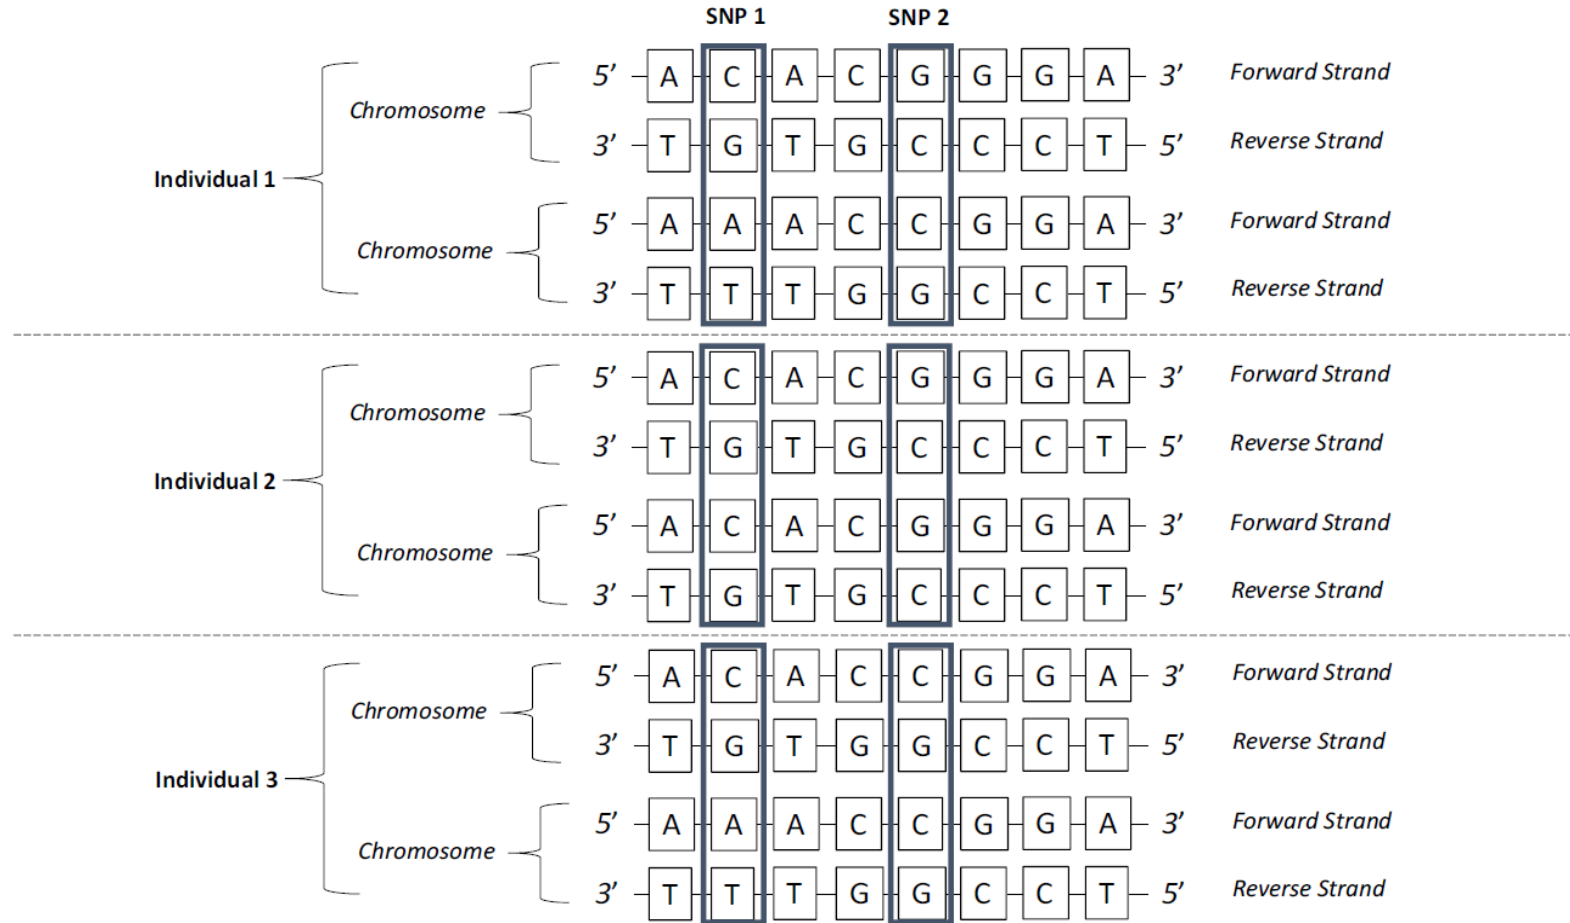 SNP 1 SNP 2
5’ A C A C G G G A 3’ Forward Strand
Chromosome
3’ T G T G C C C T 5’ Reverse Strand
Individual 1
5’ A A A C C G G A 3’ Forward Strand
Chromosome
3’ T T T G G C C T 5’ Reverse Strand
5’ A C A C G G G A 3’ Forward Strand
Chromosome
3’ T G T G C C C T 5’ Reverse Strand
Individual 2
5’ A C A C G G G A 3’ Forward Strand
Chromosome
3’ T G T G C C C T 5’ Reverse Strand
5’ A C A C C G G A 3’ Forward Strand
Chromosome
3’ T G T G G C C T 5’ Reverse Strand
Individual 3
5’ A A A C C G G A 3’ Forward Strand
Chromosome
3’ T T T G G C C T 5’ Reverse Strand